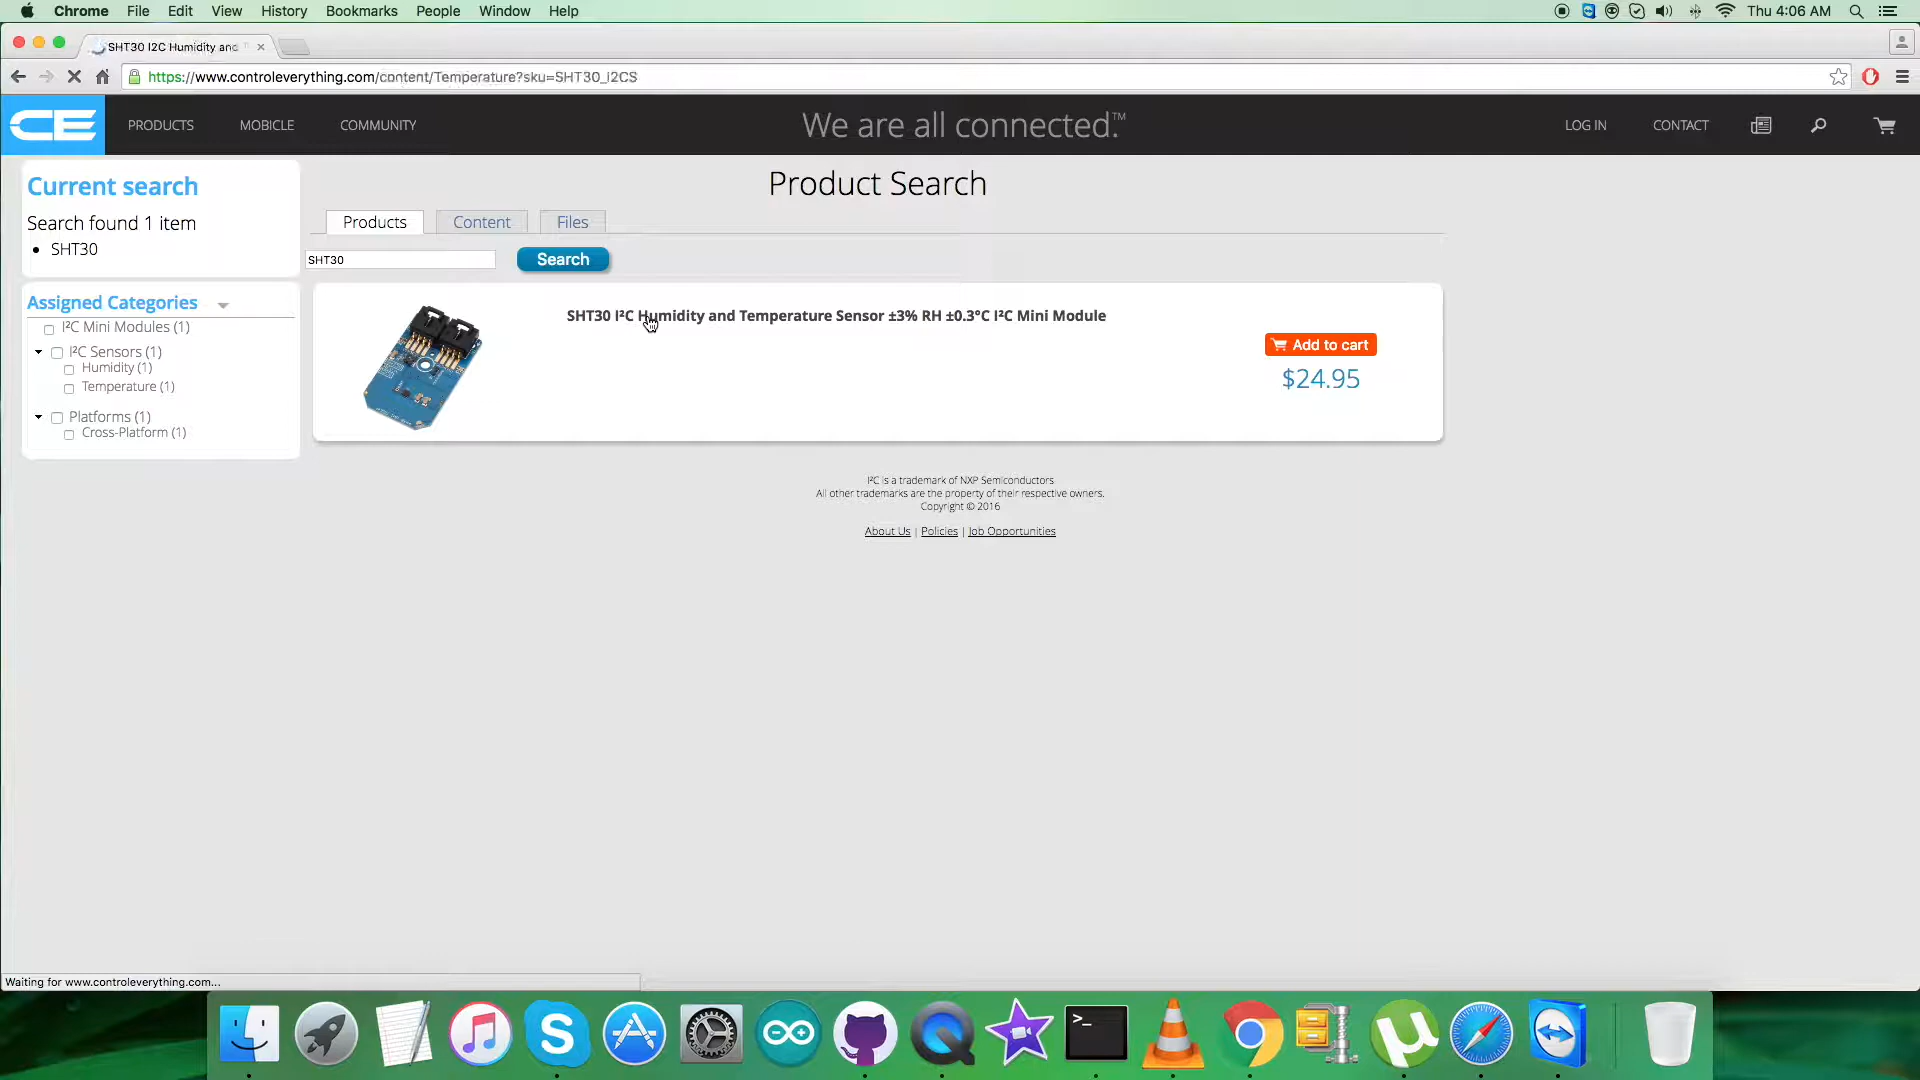 Chrome File Edit View History Bookmarks People Window Help Thu 4:06 AM
SHT30 I2C Humidity and
https://www.controleverything.com/content/Temperature?sku=SHT30_I2CS
CE PRODUCTS MOBICLE COMMUNITY We are all connected.™ LOG IN CONTACT
Current search
Search found 1 item
• SHT30
Assigned Categories
I²C Mini Modules (1)
I²C Sensors (1)
Humidity (1)
Temperature (1)
Platforms (1)
Cross-Platform (1)
Product Search
Products Content Files
SHT30 Search
SHT30 I²C Humidity and Temperature Sensor ±3% RH ±0.3°C I²C Mini Module
Add to cart
$24.95
I²C is a trademark of NXP Semiconductors
All other trademarks are the property of their respective owners.
Copyright © 2016
About Us | Policies | Job Opportunities
Waiting for www.controleverything.com...